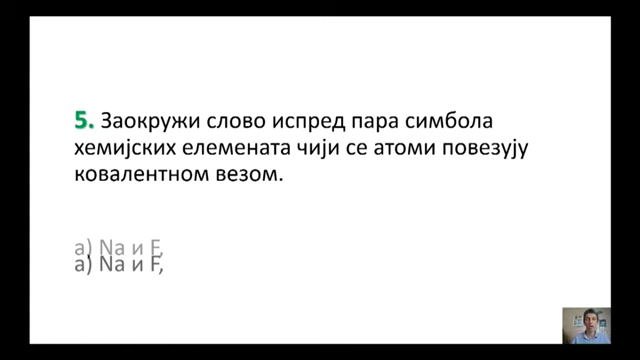 5. Заокружи слово испред пара симбола
хемијских елемената чији се атоми повезују
ковалентном везом.
а) Na и F,
а) Na и F,